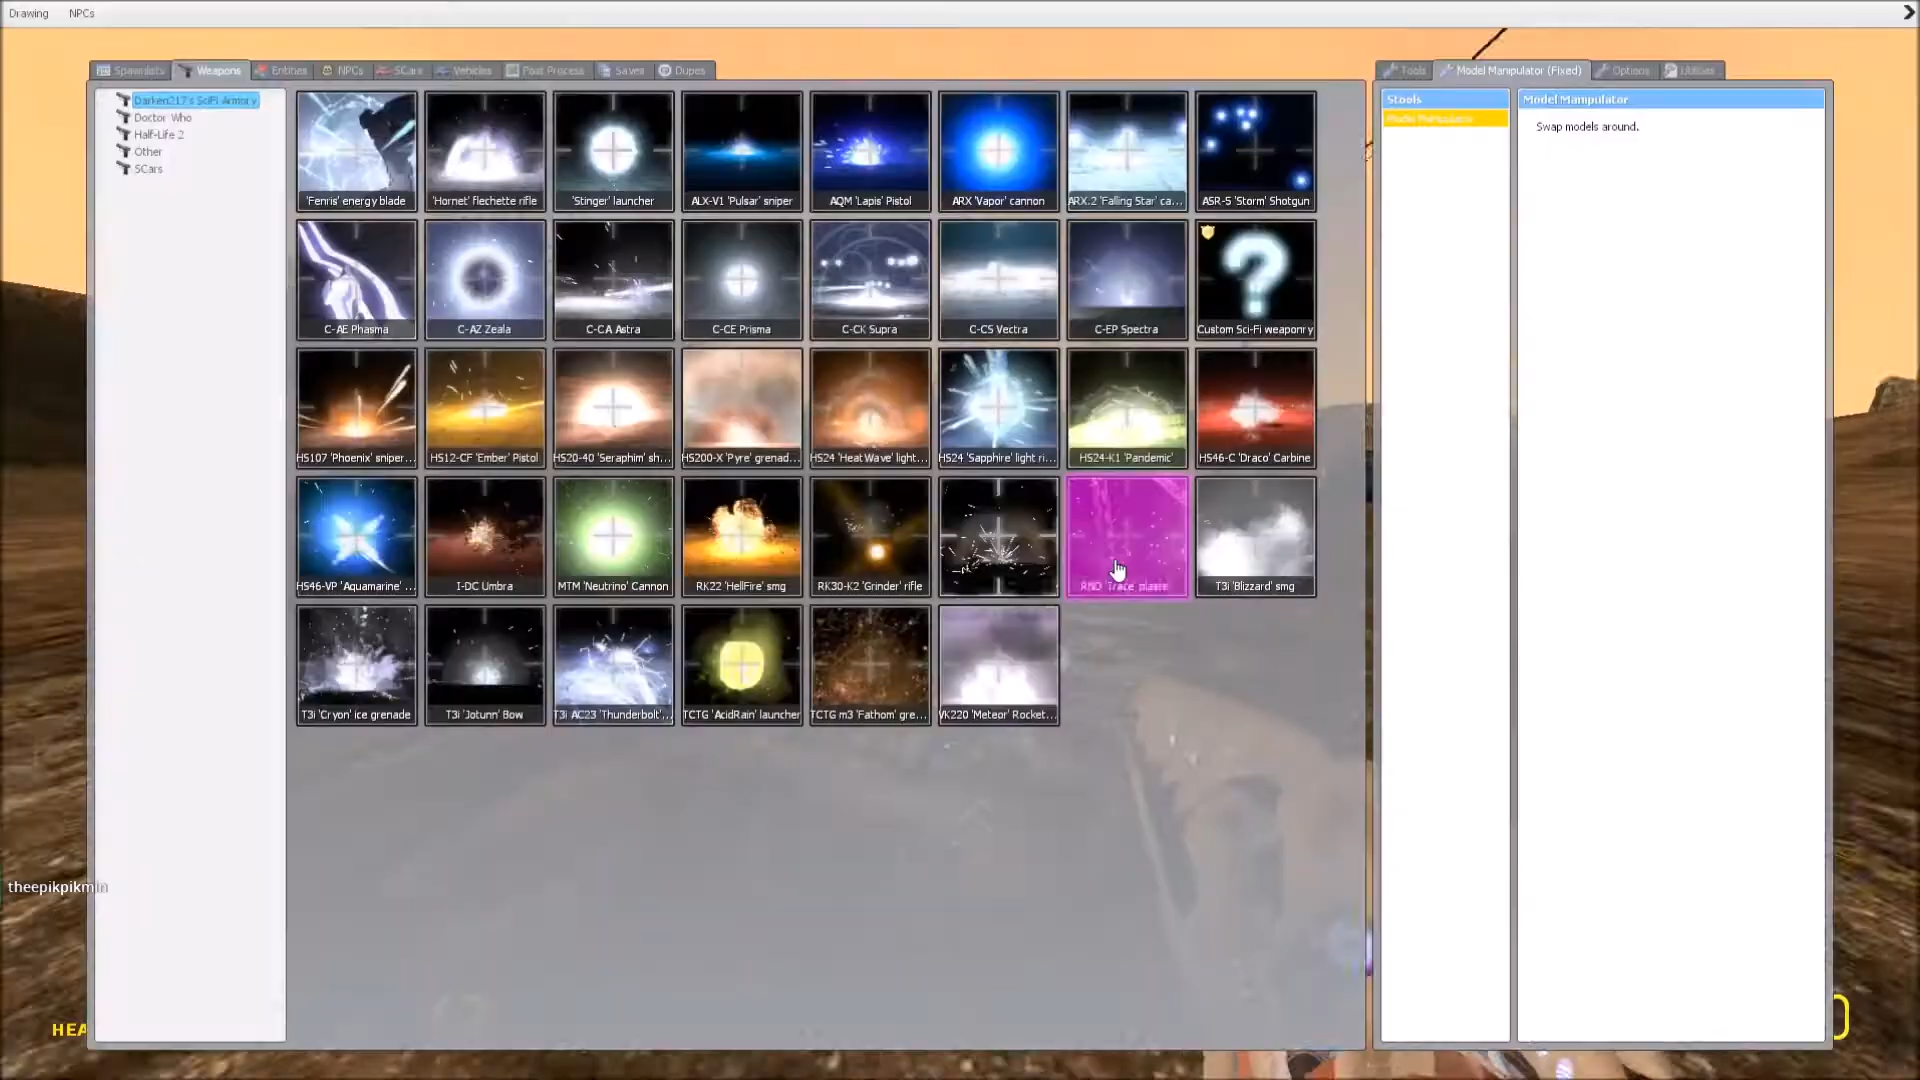 Drawing NPCs
Spawnlists Weapons Entities NPCs SCars Vehicles Post Process Saves Dupes
Tools Model Manipulator (Fixed) Options Utilities
Darken217's SciFi Armory
Doctor Who
Half-Life 2
Other
SCars
'Fenris' energy blade
'Hornet' flechette rifle
'Stinger' launcher
ALX-V1 'Pulsar' sniper
AQM 'Lapis' Pistol
ARX 'Vapor' cannon
ARX.2 'Falling Star' ca...
ASR-5 'Storm' Shotgun
C-AE Phasma
C-AZ Zeala
C-CA Astra
C-CE Prisma
C-CK Supra
C-CS Vectra
C-EP Spectra
Custom Sci-Fi weaponry
HS107 'Phoenix' sniper...
HS12-CF 'Ember' Pistol
HS20-40 'Seraphim' sh...
HS200-X 'Pyre' grenad...
HS24 'HeatWave' light...
HS24 'Sapphire' light ri...
HS24-K1 'Pandemic'
HS46-C 'Draco' Carbine
HS46-VP 'Aquamarine' ...
I-DC Umbra
MTM 'Neutrino' Cannon
RK22 'HellFire' smg
RK30-K2 'Grinder' rifle
'Trace'
T3i 'Blizzard' smg
T3i 'Cryon' ice grenade
T3i 'Jotunn' Bow
T3i AC23 'Thunderbolt'...
TCTG 'AcidRain' launcher
TCTG m3 'Fathom' gre...
VK220 'Meteor' Rocket...
Stools
Model Manipulator
Model Manipulator
Swap models around.
theepikpikmin
HEA